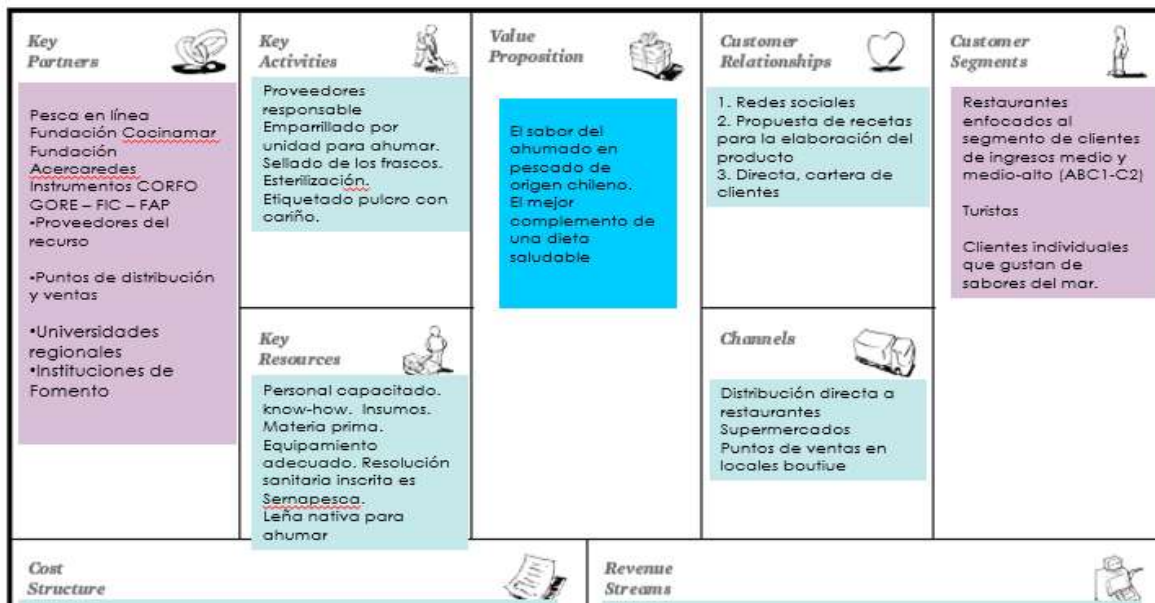 Key
Partners
Pesca en línea
Fundación Cocinamar
Fundación
Acercaredes
Instrumentos CORFO
GORE – FIC – FAP
•Proveedores del
recurso
•Puntos de distribución
y ventas
•Universidades
regionales
•Instituciones de
Fomento
Key
Activities
Proveedores
responsable
Emparrillado por
unidad para ahumar.
Sellado de los frascos.
Esterilización.
Etiquetado pulcro con
cariño.
Key
Resources
Personal capacitado.
know-how. Insumos.
Materia prima.
Equipamiento
adecuado. Resolución
sanitaria inscrita es
Sernapesca.
Leña nativa para
ahumar
Value
Proposition
El sabor del
ahumado en
pescado de
origen chileno.
El mejor
complemento de
una dieta
saludable
Customer
Relationships
1. Redes sociales
2. Propuesta de recetas
para la elaboración del
producto
3. Directa, cartera de
clientes
Channels
Distribución directa a
restaurantes
Supermercados
Puntos de ventas en
locales boutiue
Customer
Segments
Restaurantes
enfocados al
segmento de clientes
de ingresos medio y
medio-alto (ABC1-C2)
Turistas
Clientes individuales
que gustan de
sabores del mar.
Cost
Structure
Revenue
Streams